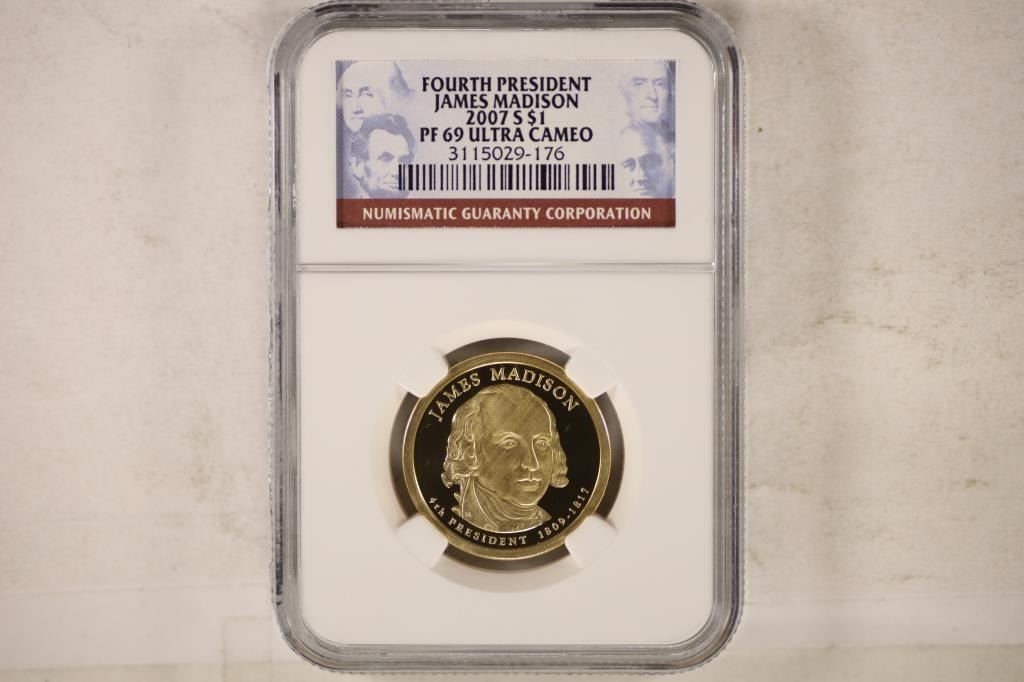 FOURTH PRESIDENT
JAMES MADISON
2007 S $1
PF 69 ULTRA CAMEO
3115029-176
NUMISMATIC GUARANTY CORPORATION
JAMES MADISON
4th PRESIDENT 1809-1817